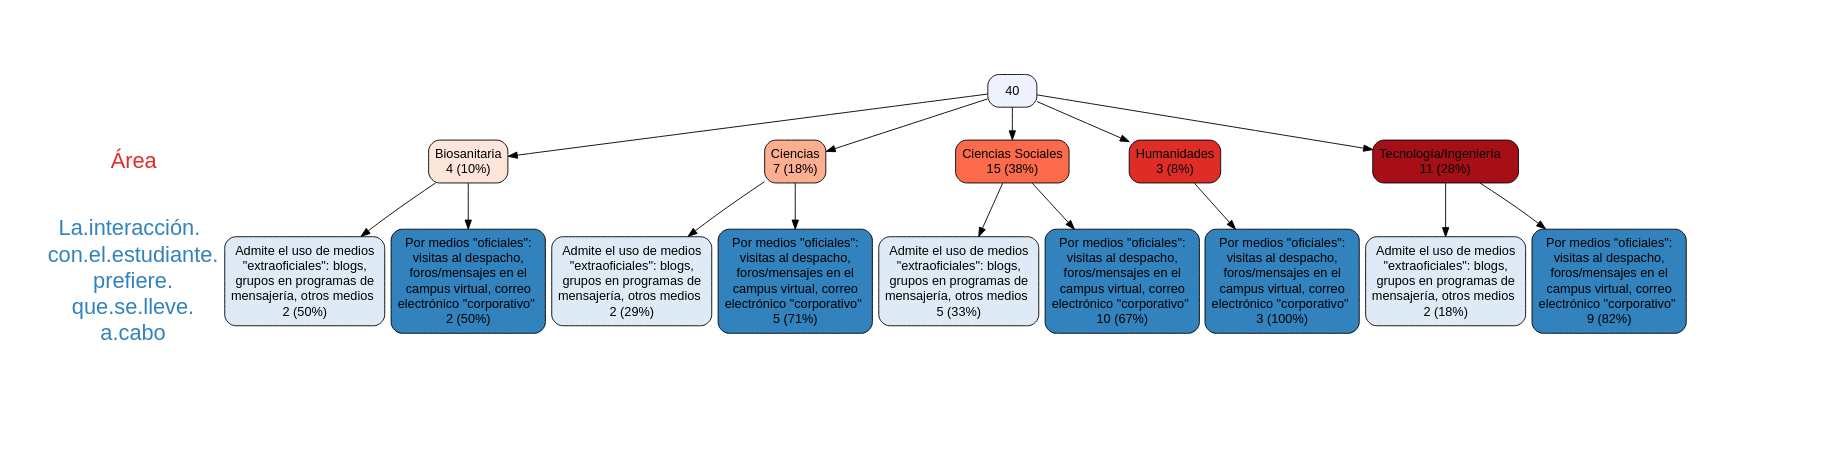 40
Área
Biosanitaria
4 (10%)
Ciencias
7 (18%)
Ciencias Sociales
15 (38%)
Humanidades
3 (8%)
Tecnología/Ingeniería
11 (28%)
La.interacción.
con.el.estudiante.
prefiere.
que.se.lleve.
a.cabo
Admite el uso de medios
"extraoficiales": blogs,
grupos en programas de
mensajería, otros medios
2 (50%)
Por medios "oficiales":
visitas al despacho,
foros/mensajes en el
campus virtual, correo
electrónico "corporativo"
2 (50%)
Admite el uso de medios
"extraoficiales": blogs,
grupos en programas de
mensajería, otros medios
2 (29%)
Por medios "oficiales":
visitas al despacho,
foros/mensajes en el
campus virtual, correo
electrónico "corporativo"
5 (71%)
Admite el uso de medios
"extraoficiales": blogs,
grupos en programas de
mensajería, otros medios
5 (33%)
Por medios "oficiales":
visitas al despacho,
foros/mensajes en el
campus virtual, correo
electrónico "corporativo"
10 (67%)
Por medios "oficiales":
visitas al despacho,
foros/mensajes en el
campus virtual, correo
electrónico "corporativo"
3 (100%)
Admite el uso de medios
"extraoficiales": blogs,
grupos en programas de
mensajería, otros medios
2 (18%)
Por medios "oficiales":
visitas al despacho,
foros/mensajes en el
campus virtual, correo
electrónico "corporativo"
9 (82%)